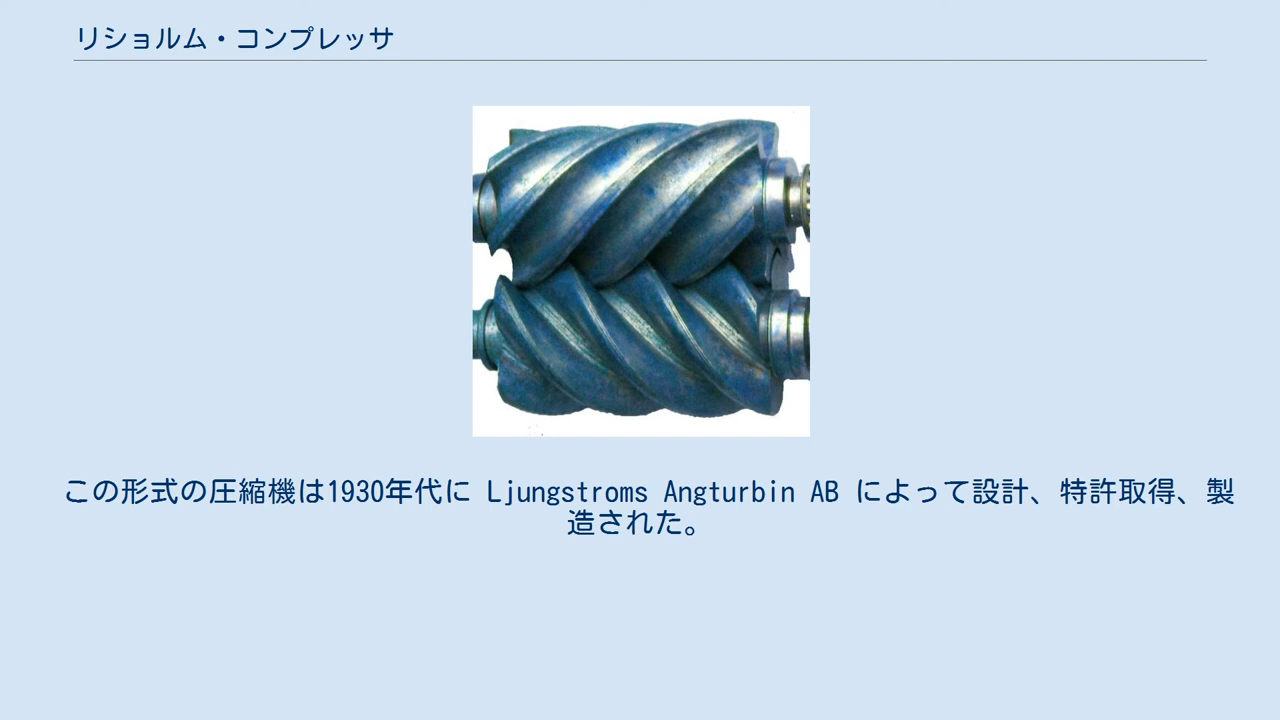 リショルム・コンプレッサ
この形式の圧縮機は1930年代に Ljungstroms Angturbin AB によって設計、特許取得、製
造された。